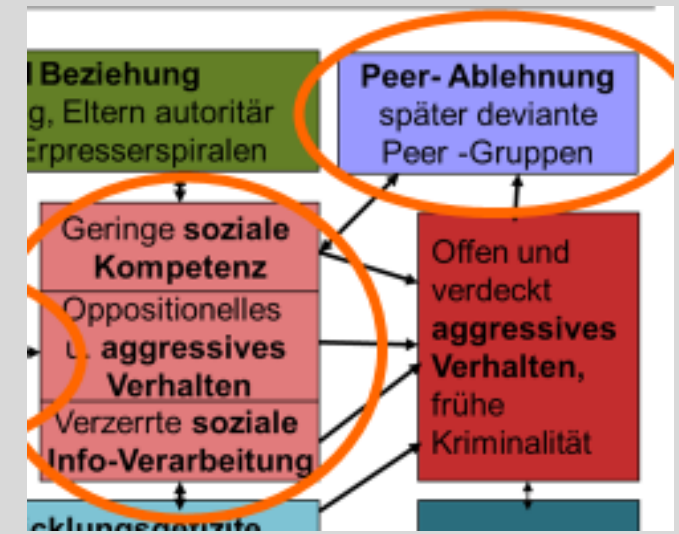 Beziehung
g, Eltern autoritär
Erpresserspiralen
Peer- Ablehnung
später deviante
Peer -Gruppen
Geringe soziale
Kompetenz
Oppositionelles
u. aggressives
Verhalten
Verzerrte soziale
Info-Verarbeitung
Offen und
verdeckt
aggressives
Verhalten,
frühe
Kriminalität